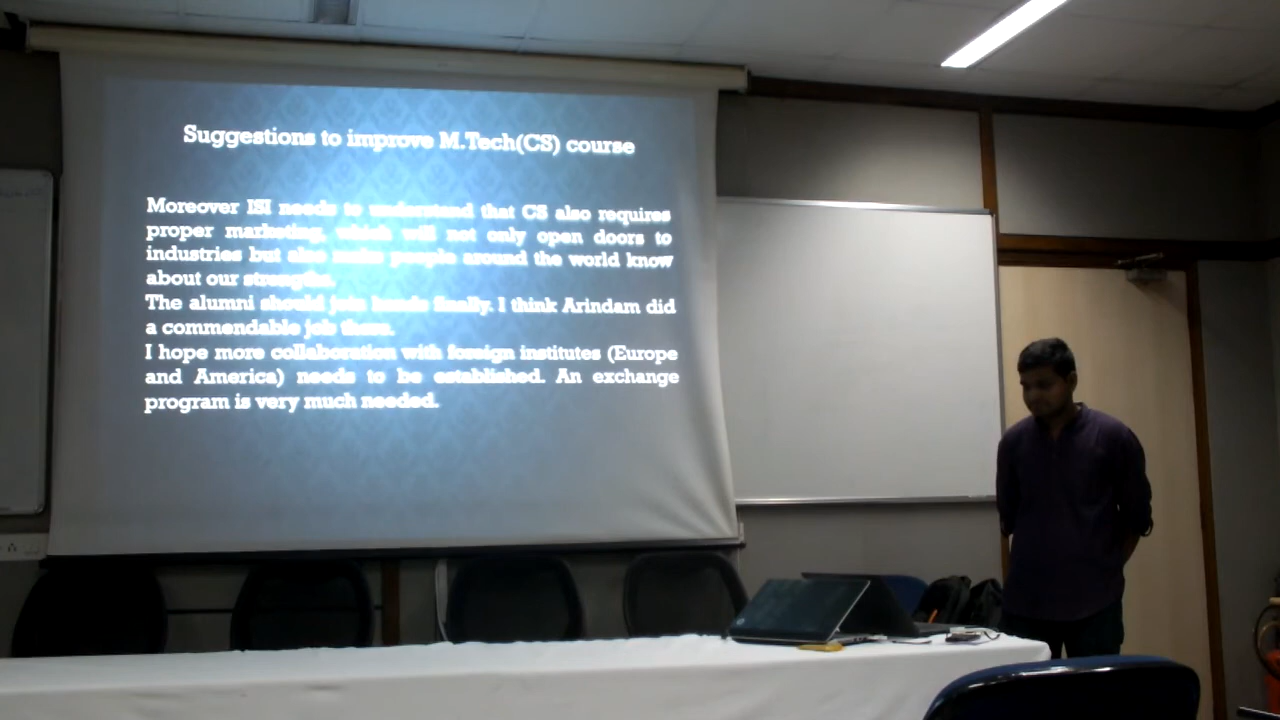 Suggestions to improve M.Tech(CS) course
Moreover ISI needs to understand that CS also requires
proper marketing, which will not only open doors to
industries but also make people around the world know
about our strengths.
The alumni should join hands finally. I think Arindam did
a commendable job there.
I hope more collaboration with foreign institutes (Europe
and America) needs to be established. An exchange
program is very much needed.